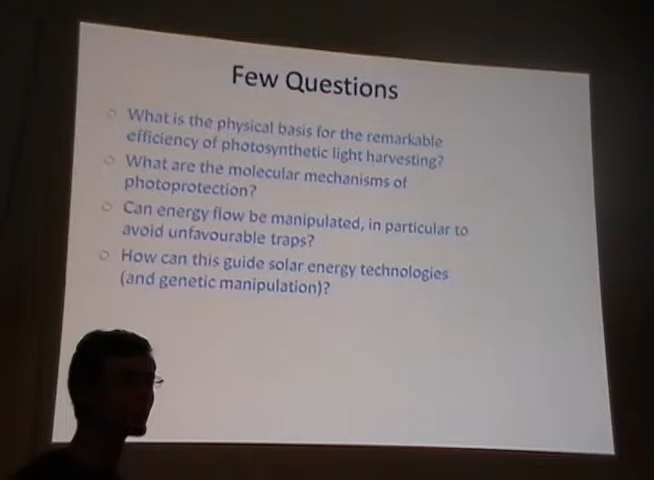 Few Questions
What is the physical basis for the remarkable
efficiency of photosynthetic light harvesting?
What are the molecular mechanisms of
photoprotection?
Can energy flow be manipulated, in particular to
avoid unfavourable traps?
How can this guide solar energy technologies
(and genetic manipulation)?